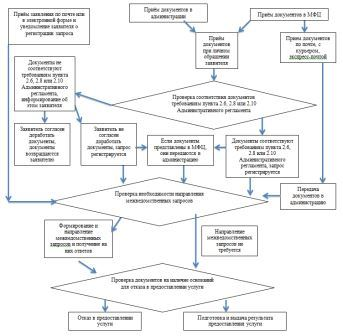 Приём заявления по почте или
в электронной форме и
уведомление заявителя о
регистрации запроса
Приём документов в
администрации
Приём документов в МФЦ
Приём
документов
при личном
обращении
заявителя
Приём документов
по почте, с
курьером,
экспресс-почтой
Документы не
соответствуют
требованиям пункта
2.6, 2.8 или 2.10
Административного
регламента,
информирование об
этом заявителя
Проверка соответствия документов
требованиям пункта 2.6, 2.8 или 2.10
Административного регламента
Заявитель согласен
доработать
документы,
документы
возвращаются
заявителю
Заявитель не
согласен
доработать
документы, запрос
регистрируется
Если документы
представлены в МФЦ,
они передаются в
администрацию
Документы соответствуют
требованиям пункта 2.6,
2.8 или 2.10
Административного
регламента, запрос
регистрируется
Передача
документов в
администрацию
Проверка необходимости направления
межведомственных
запросов
Формирование и
направление
межведомственных
запросов и получение на
них ответов
Направление
межведомственных
запросов не
требуется
Проверка документов на наличие оснований
для отказа в предоставлении услуги
Отказ в предоставлении
услуги
Подготовка и выдача результата
предоставления услуги